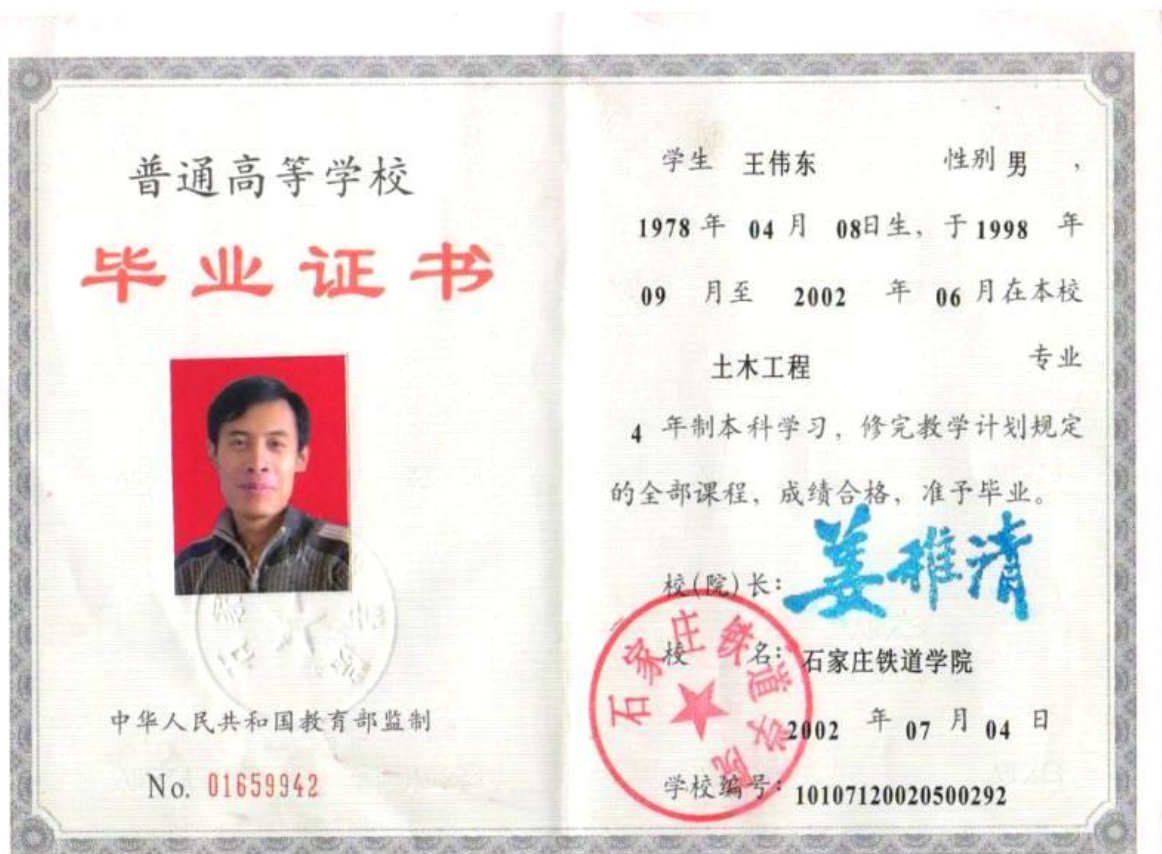 普通高等学校
毕业证书
中华人民共和国教育部监制
No. 01659942
学生 王伟东 性别 男 ,
1978 年 04 月 08日生, 于 1998 年
09 月至 2002 年 06 月在本校
土木工程 专业
4 年制本科学习, 修完教学计划规定
的全部课程, 成绩合格, 准予毕业。
校(院)长: 姜稚清
校 名: 石家庄铁道学院
2002 年 07 月 04 日
学校编号: 10107120020500292
石家庄铁道学院